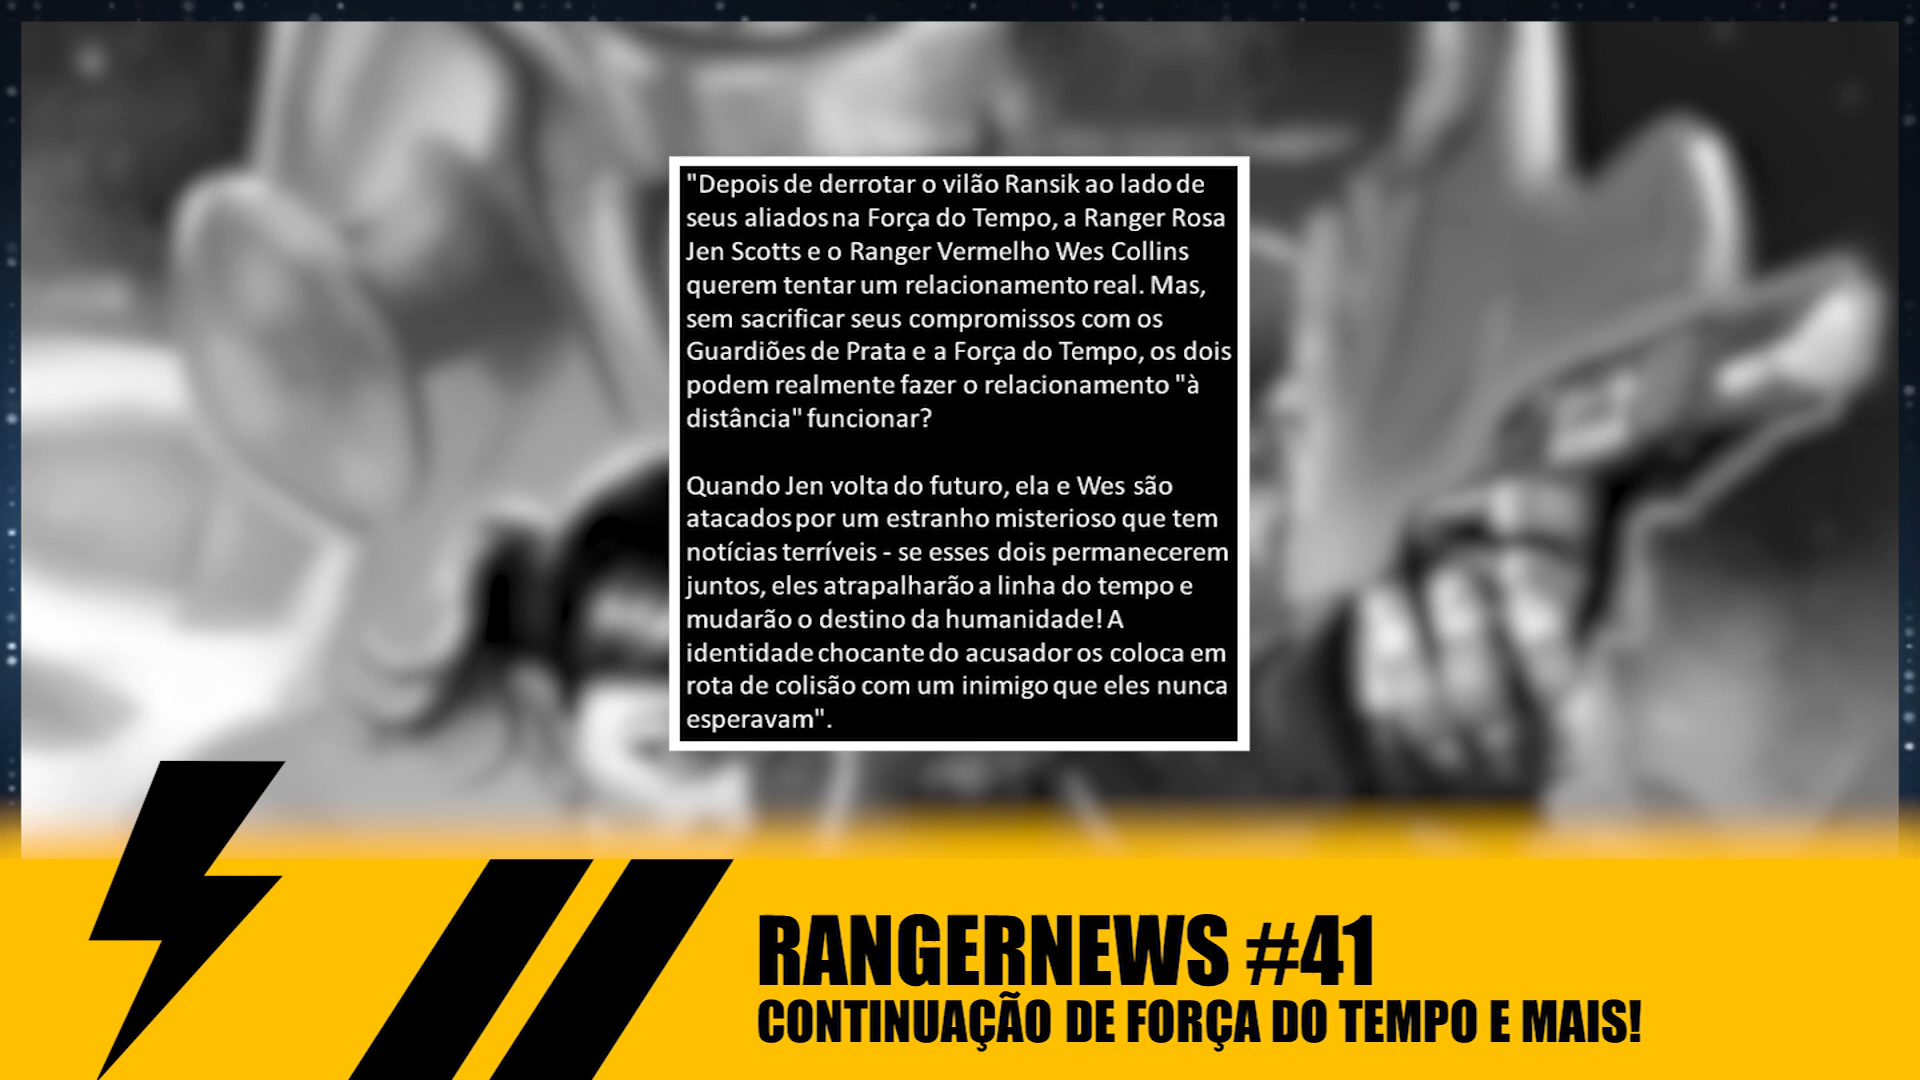 "Depois de derrotar o vilão Ransik ao lado de
seus aliados na Força do Tempo, a Ranger Rosa
Jen Scotts e o Ranger Vermelho Wes Collins
querem tentar um relacionamento real. Mas,
sem sacrificar seus compromissos com os
Guardiões de Prata e a Força do Tempo, os dois
podem realmente fazer o relacionamento "à
distância" funcionar?
Quando Jen volta do futuro, ela e Wes são
atacados por um estranho misterioso que tem
notícias terríveis - se esses dois permanecerem
juntos, eles atrapalharão a linha do tempo e
mudarão o destino da humanidade! A
identidade chocante do acusador os coloca em
rota de colisão com um inimigo que eles nunca
esperavam".
RANGERNEWS #41
CONTINUAÇÃO DE FORÇA DO TEMPO E MAIS!